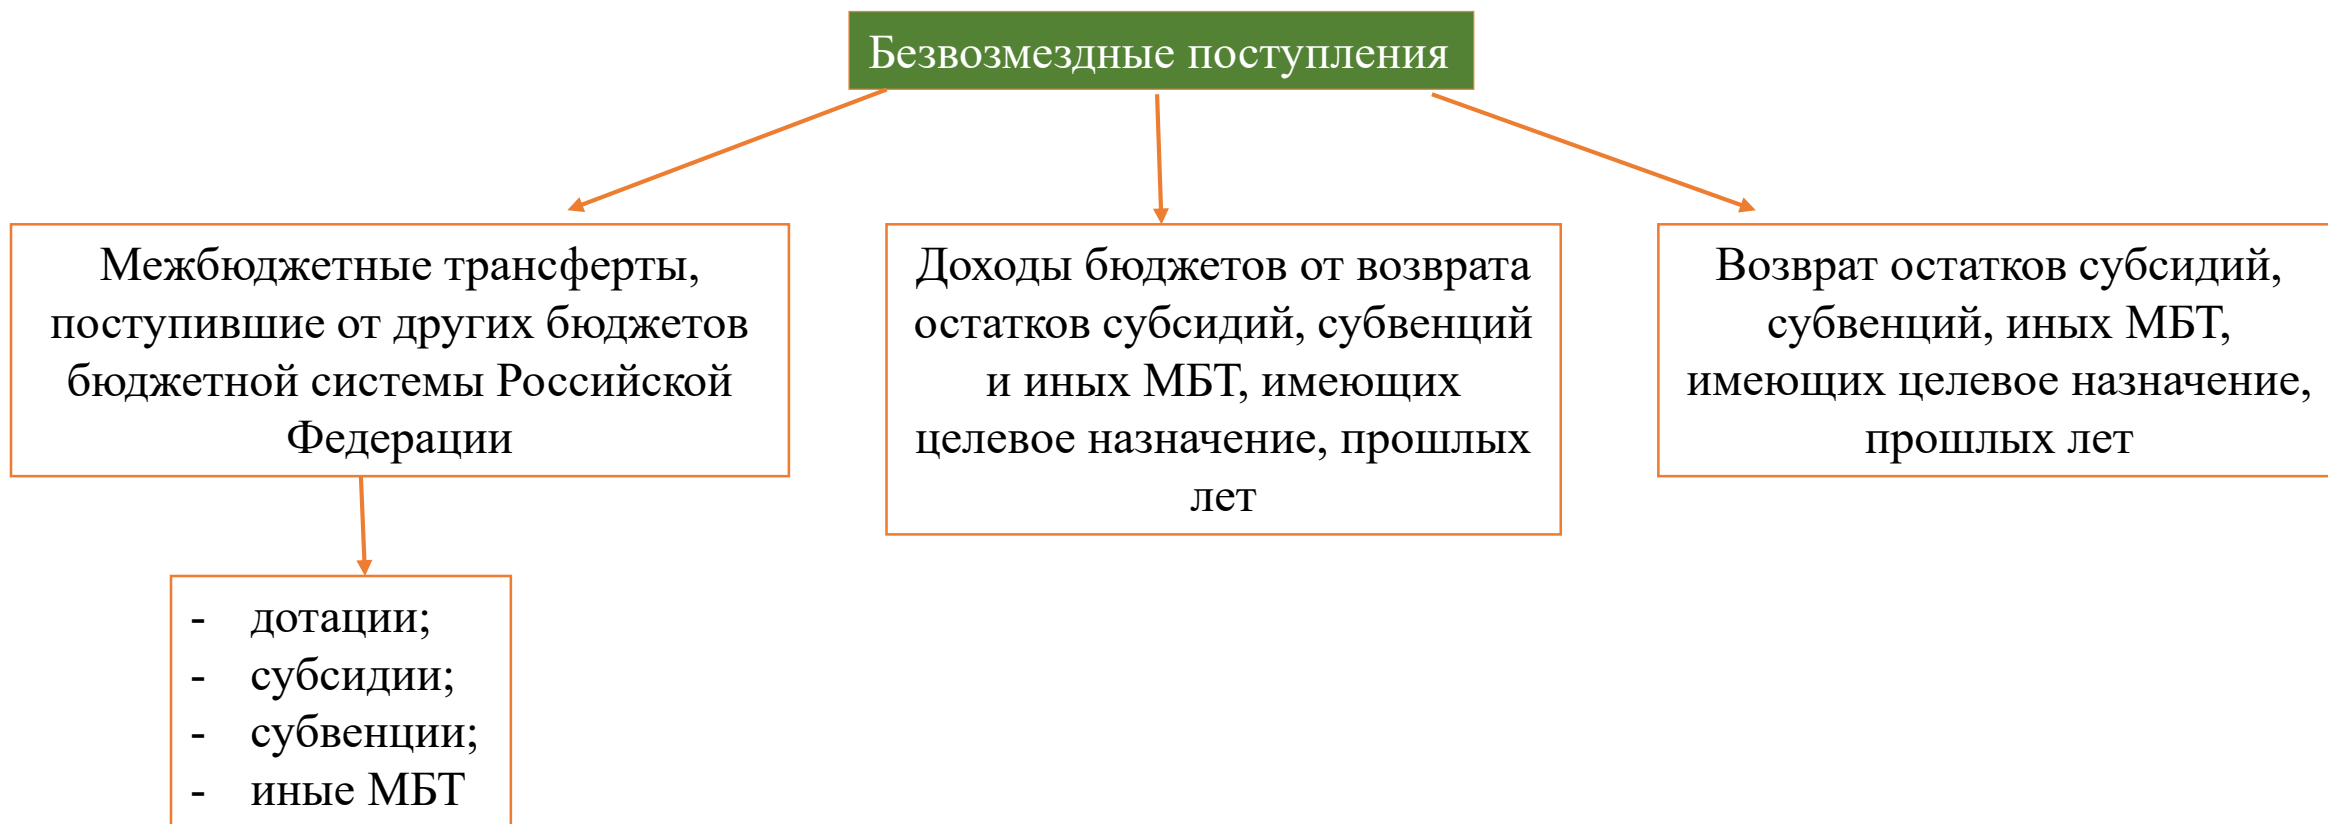 Безвозмездные поступления
Межбюджетные трансферты,
поступившие от других бюджетов
бюджетной системы Российской
Федерации
Доходы бюджетов от возврата
остатков субсидий, субвенций
и иных МБТ, имеющих
целевое назначение, прошлых
лет
Возврат остатков субсидий,
субвенций, иных МБТ,
имеющих целевое назначение,
прошлых лет
- дотации;
- субсидии;
- субвенции;
- иные МБТ